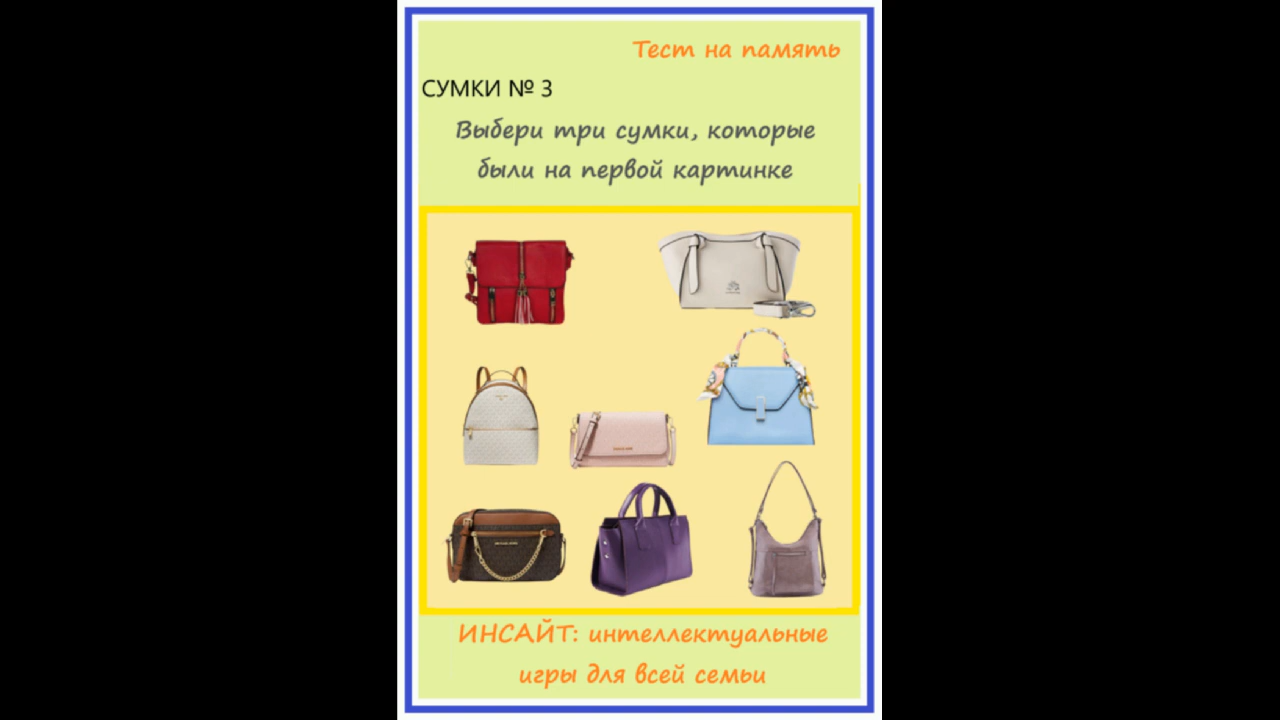 Тест на память
СУМКИ № 3
Выбери три сумки, которые
были на первой картинке
ИНСАЙТ: интеллектуальные
игры для всей семьи